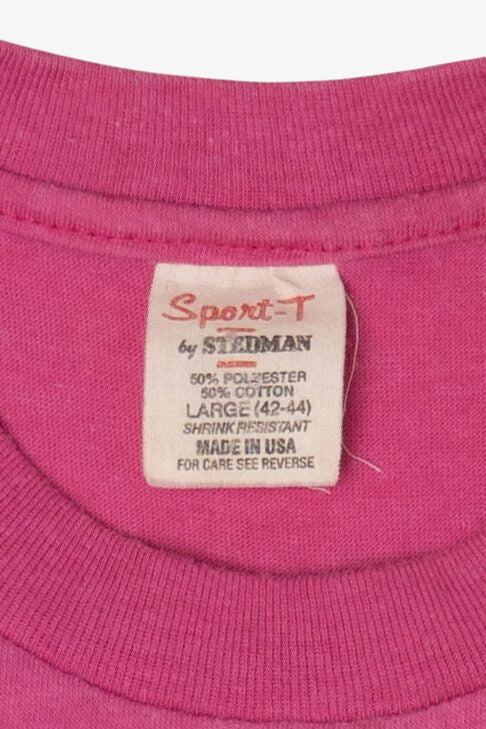 Sport-T
by STEDMAN
50% POLYESTER
50% COTTON
LARGE (42-44)
SHRINK RESISTANT
MADE IN USA
FOR CARE SEE REVERSE